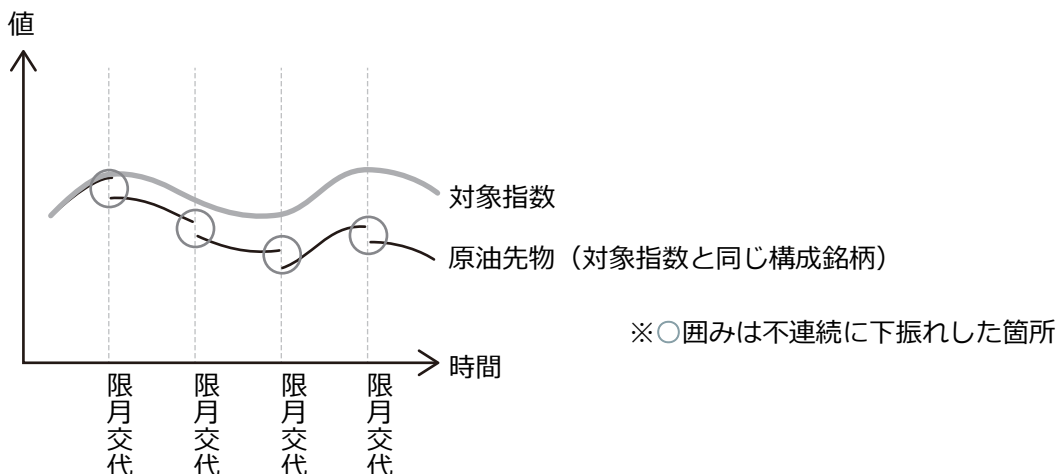 値
対象指数
原油先物（対象指数と同じ構成銘柄）
※○囲みは不連続に下振れした箇所
時間
限月交代
限月交代
限月交代
限月交代